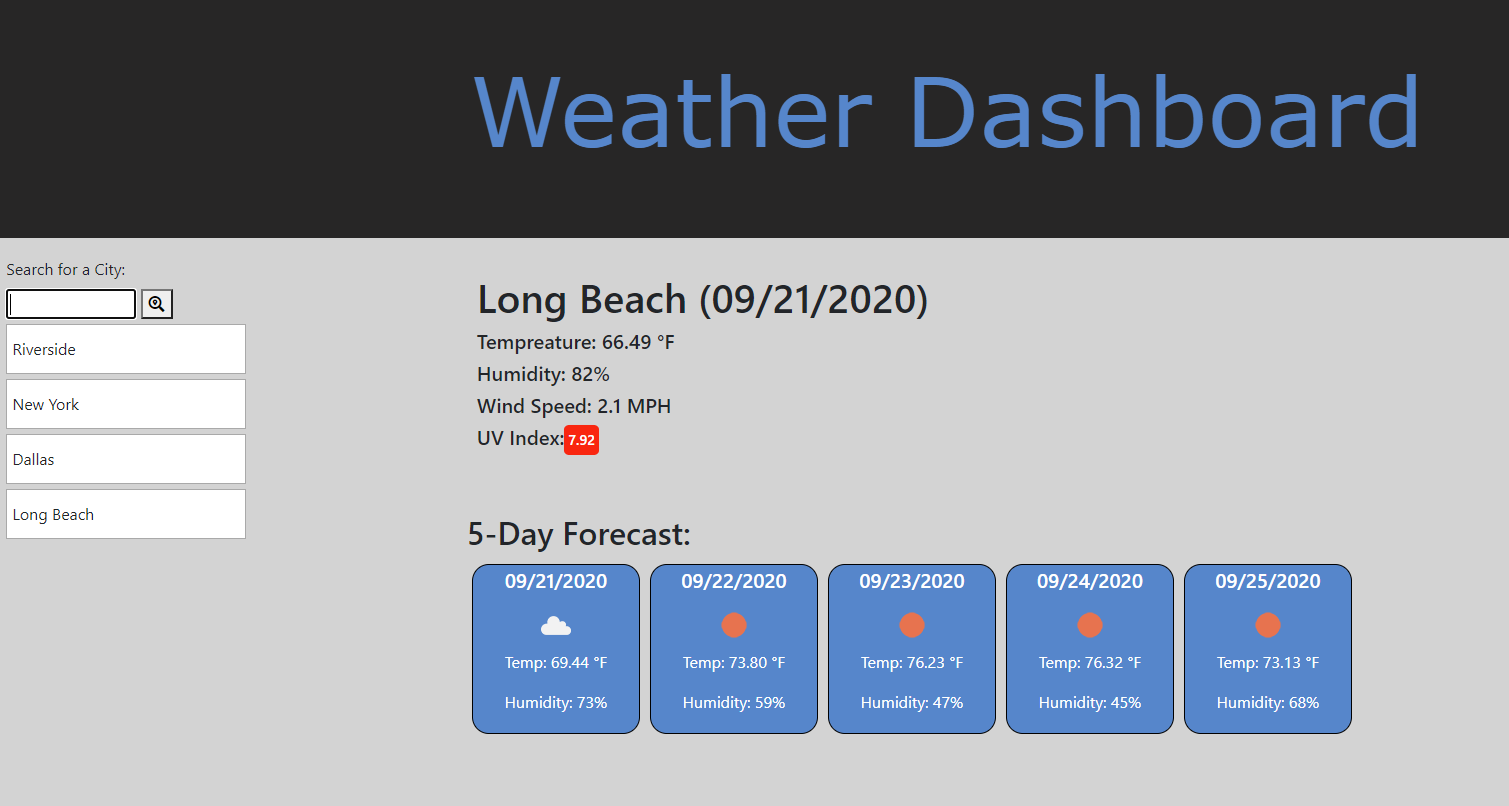 Weather Dashboard
Search for a City:
Riverside
New York
Dallas
Long Beach
Long Beach (09/21/2020)
Tempreature: 66.49 °F
Humidity: 82%
Wind Speed: 2.1 MPH
UV Index: 7.92
5-Day Forecast:
09/21/2020
Temp: 69.44 °F
Humidity: 73%
09/22/2020
Temp: 73.80 °F
Humidity: 59%
09/23/2020
Temp: 76.23 °F
Humidity: 47%
09/24/2020
Temp: 76.32 °F
Humidity: 45%
09/25/2020
Temp: 73.13 °F
Humidity: 68%